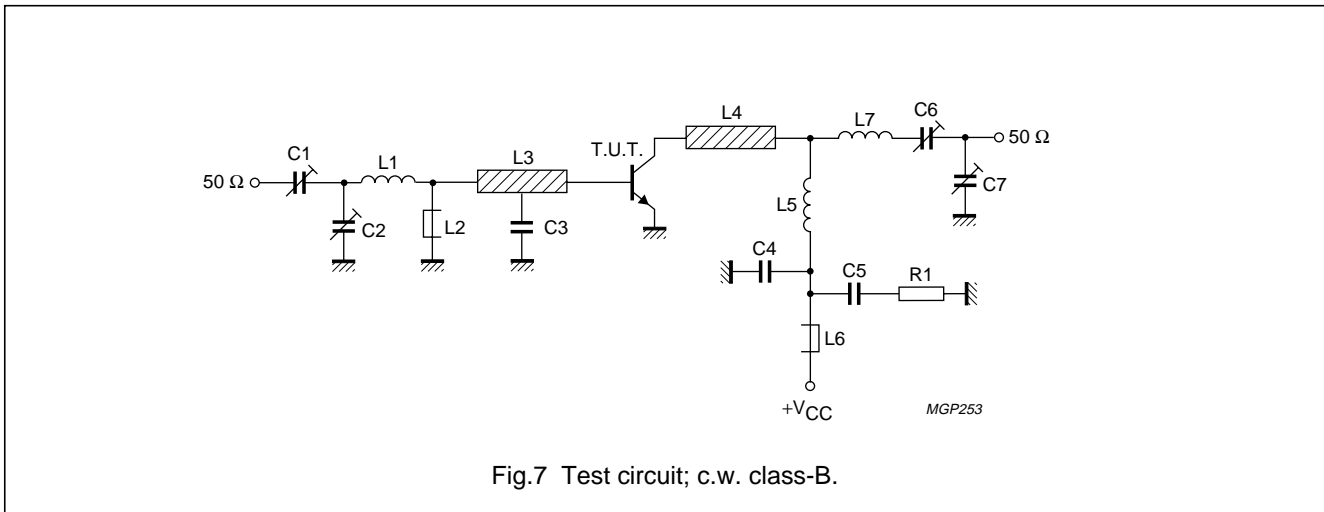 C6
L4
L7
50 Ω
T.U.T.
C1
L1
L3
50 Ω
C7
L5
C2
L2
C3
C4
C5
R1
L6
+VCC
MGP253
Fig.7 Test circuit; c.w. class-B.